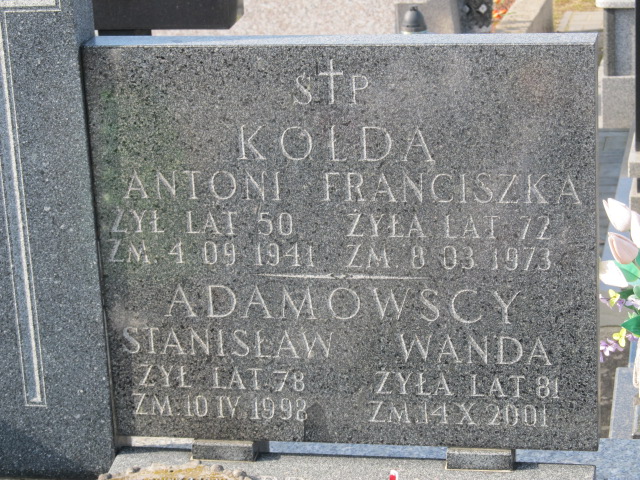 S P
KOŁDA
ANTONI FRANCISZKA
ŻYŁ LAT 50 ŻYŁA LAT 72
ZM. 4 09 1941 ZM. 8 03 1973
ADAMOWSCY
STANISŁAW WANDA
ŻYŁ LAT 78 ŻYŁA LAT 81
ZM. 10 IV 1998 ZM. 14 X 2001